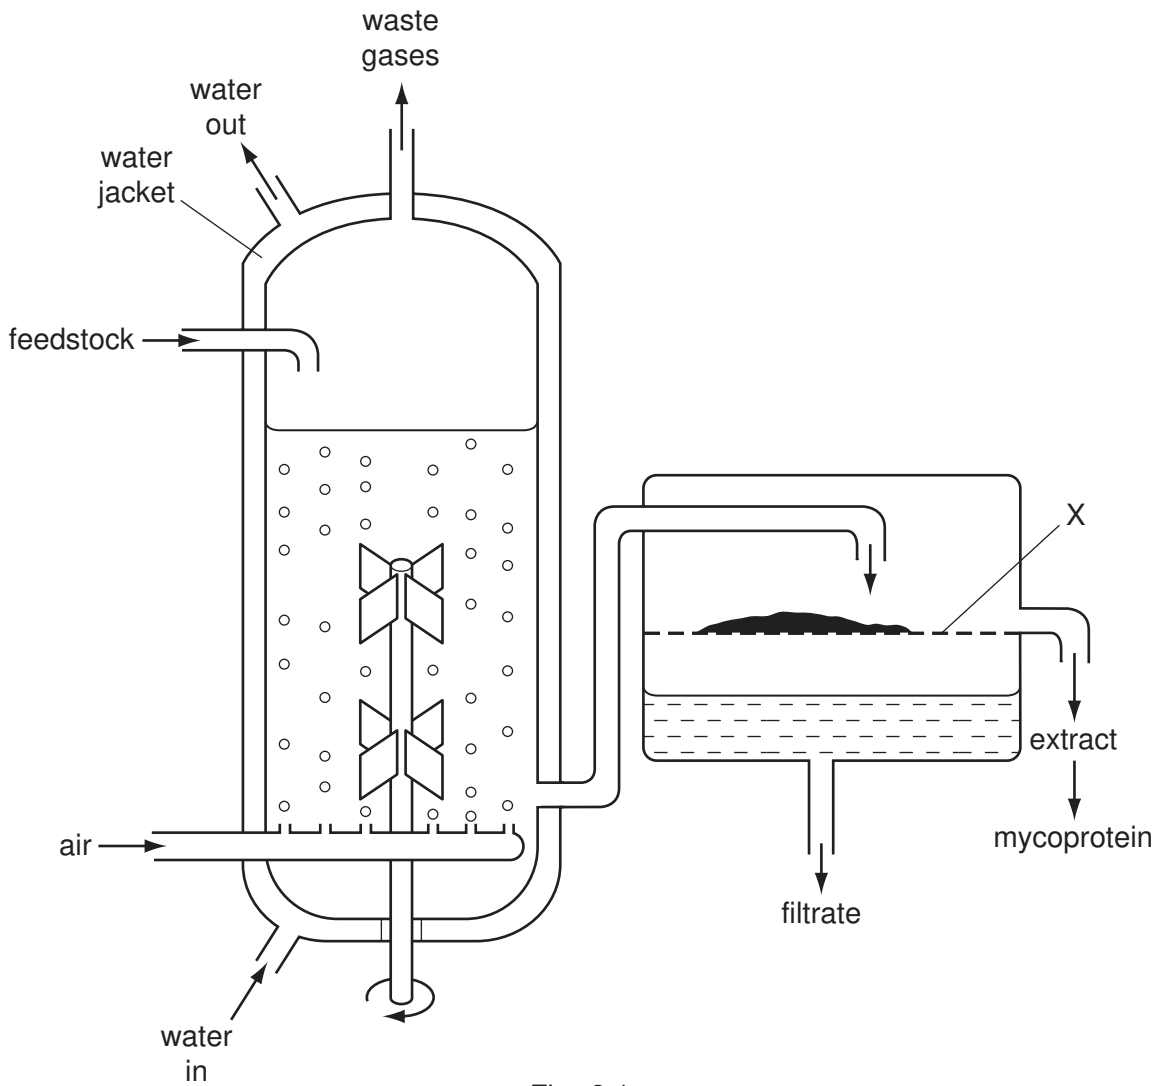 waste
gases
water
out
water
jacket
feedstock
X
extract
mycoprotein
air
filtrate
water
in